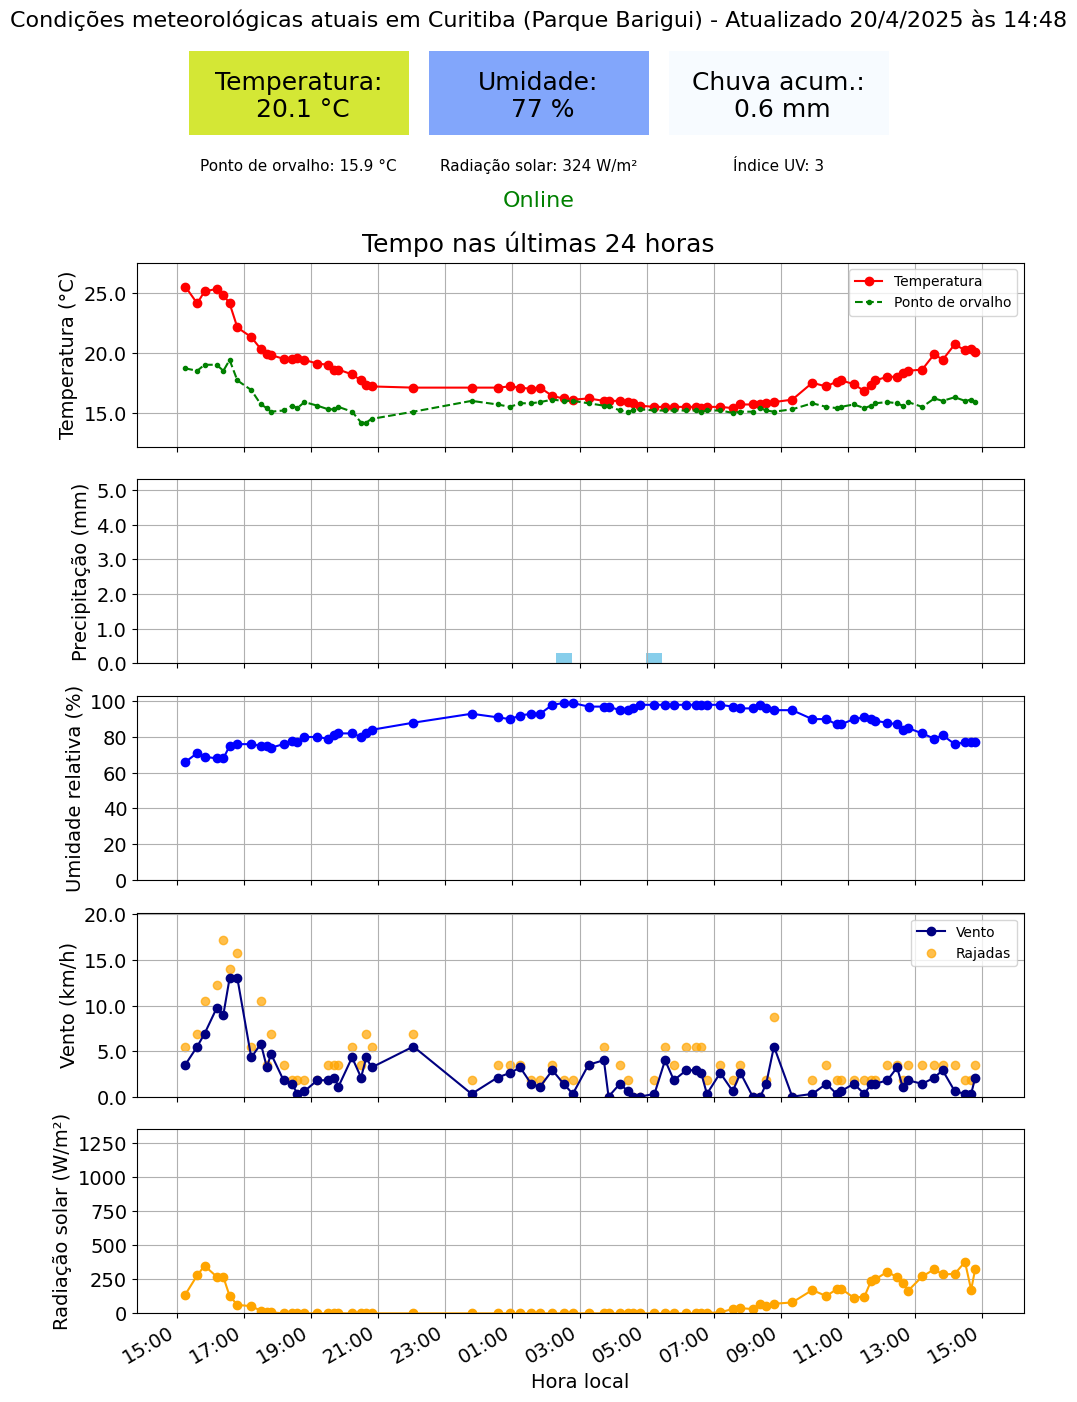 Condições meteorológicas atuais em Curitiba (Parque Barigui) - Atualizado 20/4/2025 às 14:48
Temperatura:
20.1 °C
Umidade:
77 %
Chuva acum.:
0.6 mm
Ponto de orvalho: 15.9 °C
Radiação solar: 324 W/m²
Índice UV: 3
Online
Tempo nas últimas 24 horas
Temperatura (°C)
25.0
20.0
15.0
Temperatura
Ponto de orvalho
Precipitação (mm)
5.0
4.0
3.0
2.0
1.0
0.0
Umidade relativa (%)
100
80
60
40
20
0
Vento (km/h)
20.0
15.0
10.0
5.0
0.0
Vento
Rajadas
Radiação solar (W/m²)
1250
1000
750
500
250
0
15:00
17:00
19:00
21:00
23:00
01:00
03:00
05:00
07:00
09:00
11:00
13:00
15:00
Hora local